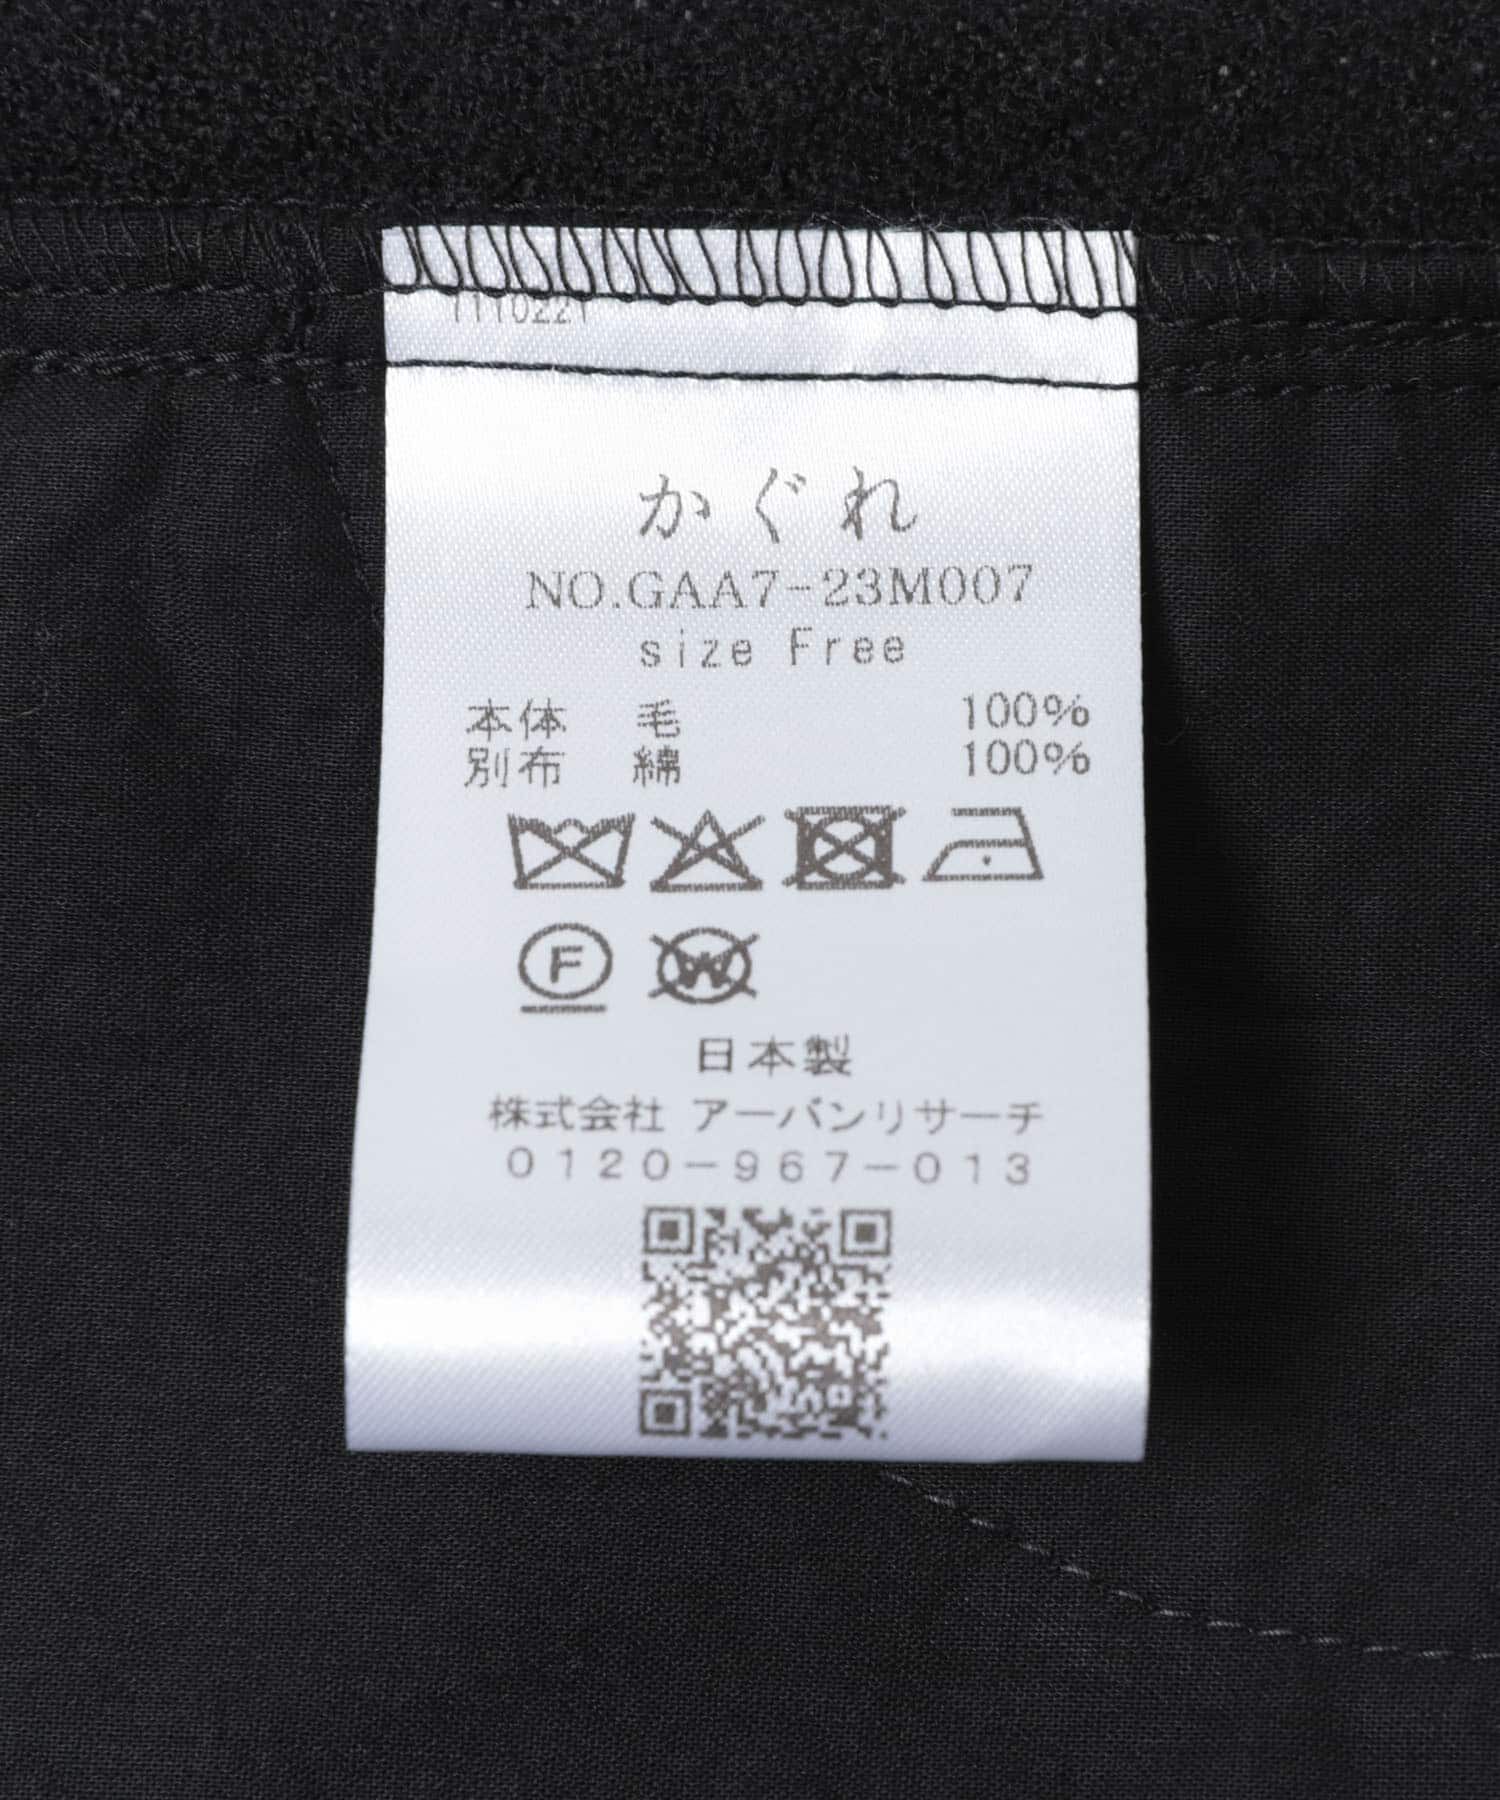 1110221
かぐれ
NO.GAA7-23M007
size Free
本体 毛 100%
別布 綿 100%
F W
日本製
株式会社 アーバンリサーチ
0120-967-013